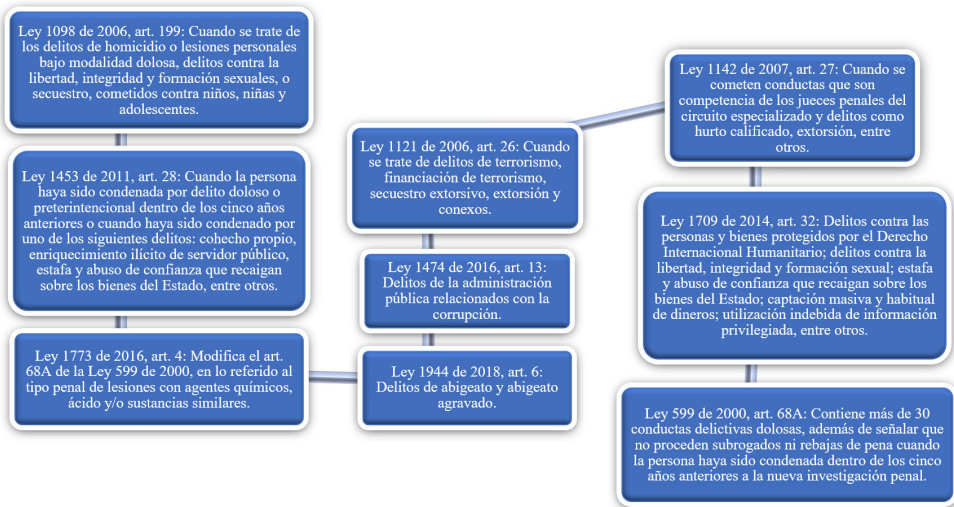 Ley 1098 de 2006, art. 199: Cuando se trate de
los delitos de homicidio o lesiones personales
bajo modalidad dolosa, delitos contra la
libertad, integridad y formación sexuales, o
secuestro, cometidos contra niños, niñas y
adolescentes.
Ley 1453 de 2011, art. 28: Cuando la persona
haya sido condenada por delito doloso o
preterintencional dentro de los cinco años
anteriores o cuando haya sido condenado por
uno de los siguientes delitos: cohecho propio,
enriquecimiento ilícito de servidor público,
estafa y abuso de confianza que recaigan
sobre los bienes del Estado, entre otros.
Ley 1773 de 2016, art. 4: Modifica el art.
68A de la Ley 599 de 2000, en lo referido al
tipo penal de lesiones con agentes químicos,
ácido y/o sustancias similares.
Ley 1944 de 2018, art. 6:
Delitos de abigeato y abigeato
agravado.
Ley 1474 de 2016, art. 13:
Delitos de la administración
pública relacionados con la
corrupción.
Ley 1121 de 2006, art. 26: Cuando
se trate de delitos de terrorismo,
financiación de terrorismo,
secuestro extorsivo, extorsión y
conexos.
Ley 1142 de 2007, art. 27: Cuando se
cometen conductas que son
competencia de los jueces penales del
circuito especializado y delitos como
hurto calificado, extorsión, entre
otros.
Ley 1709 de 2014, art. 32: Delitos contra las
personas y bienes protegidos por el Derecho
Internacional Humanitario; delitos contra la
libertad, integridad y formación sexual; estafa
y abuso de confianza que recaigan sobre los
bienes del Estado; captación masiva y habitual
de dineros; utilización indebida de información
privilegiada, entre otros.
Ley 599 de 2000, art. 68A: Contiene más de 30
conductas delictivas dolosas, además de señalar que
no proceden subrogados ni rebajas de pena cuando
la persona haya sido condenada dentro de los cinco
años anteriores a la nueva investigación penal.